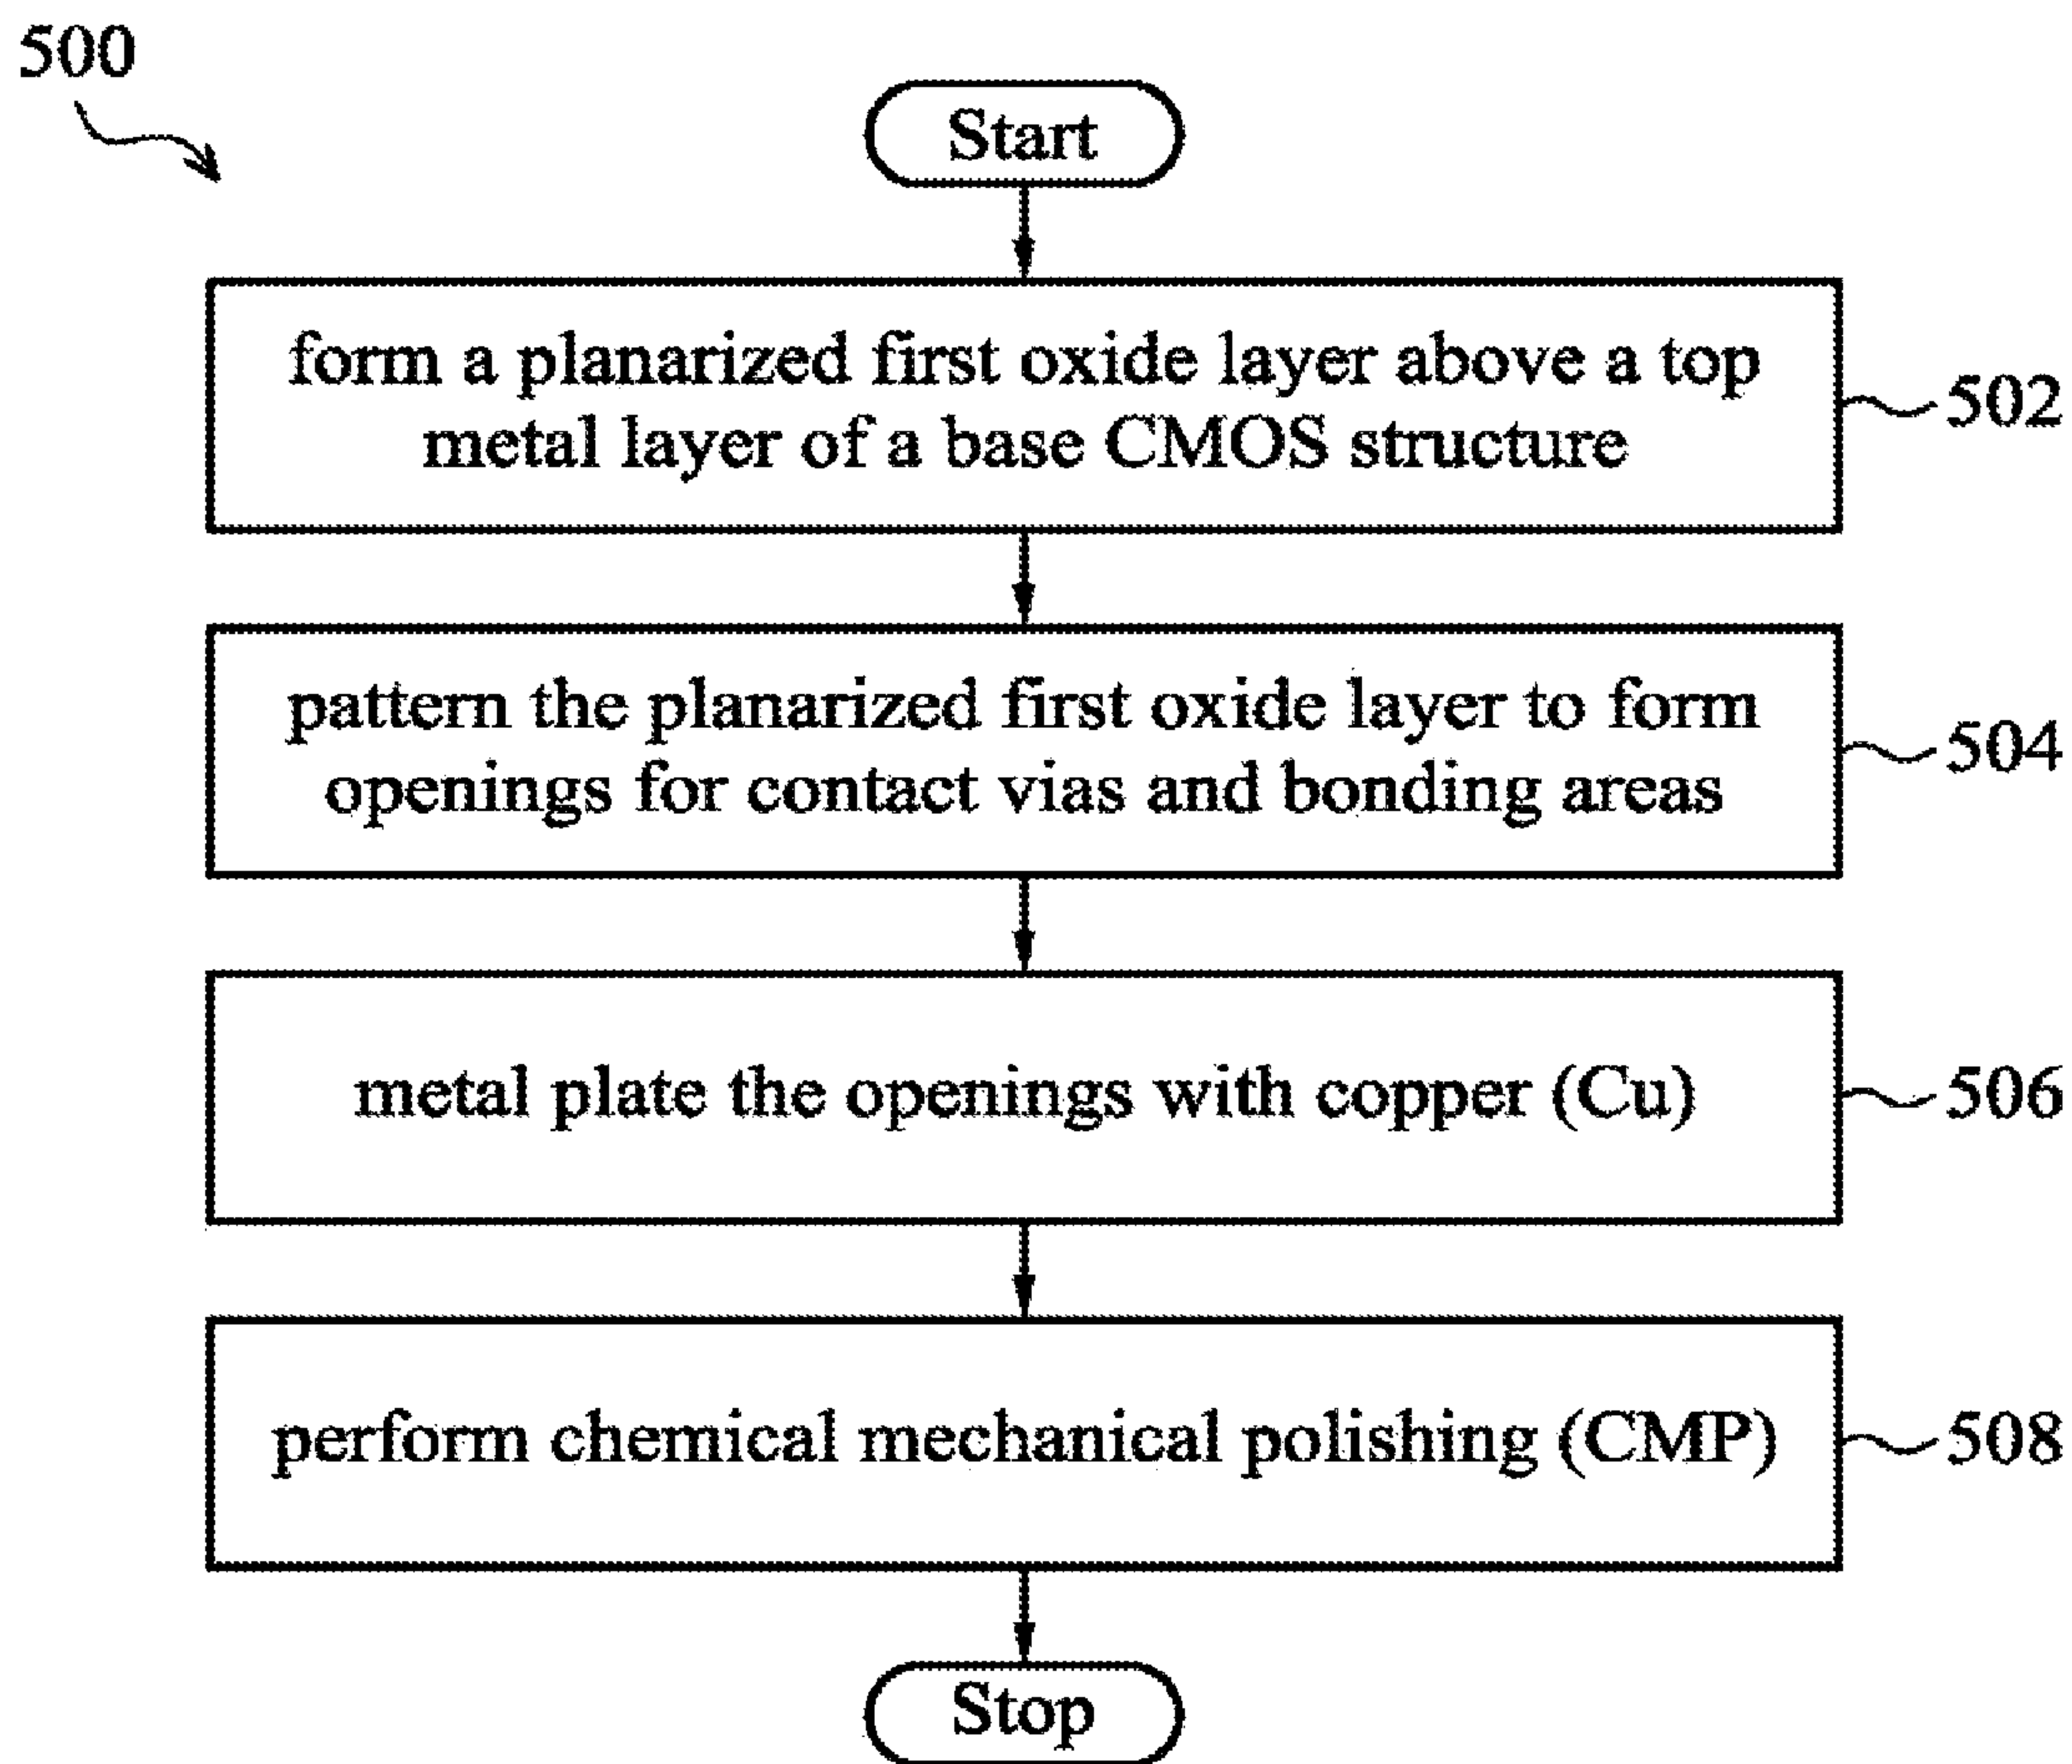 500
Start
form a planarized first oxide layer above a top
metal layer of a base CMOS structure
502
pattern the planarized first oxide layer to form
openings for contact vias and bonding areas
504
metal plate the openings with copper (Cu)
506
perform chemical mechanical polishing (CMP)
508
Stop